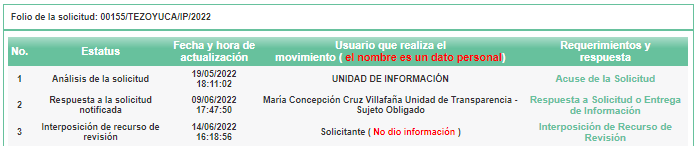 Folio de la solicitud: 00155/TEZOYUCA/IP/2022
No. Estatus Fecha y hora de actualización Usuario que realiza el movimiento ( el nombre es un dato personal) Requerimientos y respuesta
1 Análisis de la solicitud 19/05/2022 18:11:02 UNIDAD DE INFORMACIÓN Acuse de la Solicitud
2 Respuesta a la solicitud notificada 09/06/2022 17:47:50 María Concepción Cruz Villafaña Unidad de Transparencia - Sujeto Obligado Respuesta a Solicitud o Entrega de Información
3 Interposición de recurso de revisión 14/06/2022 16:18:56 Solicitante ( No dio información ) Interposición de Recurso de Revisión